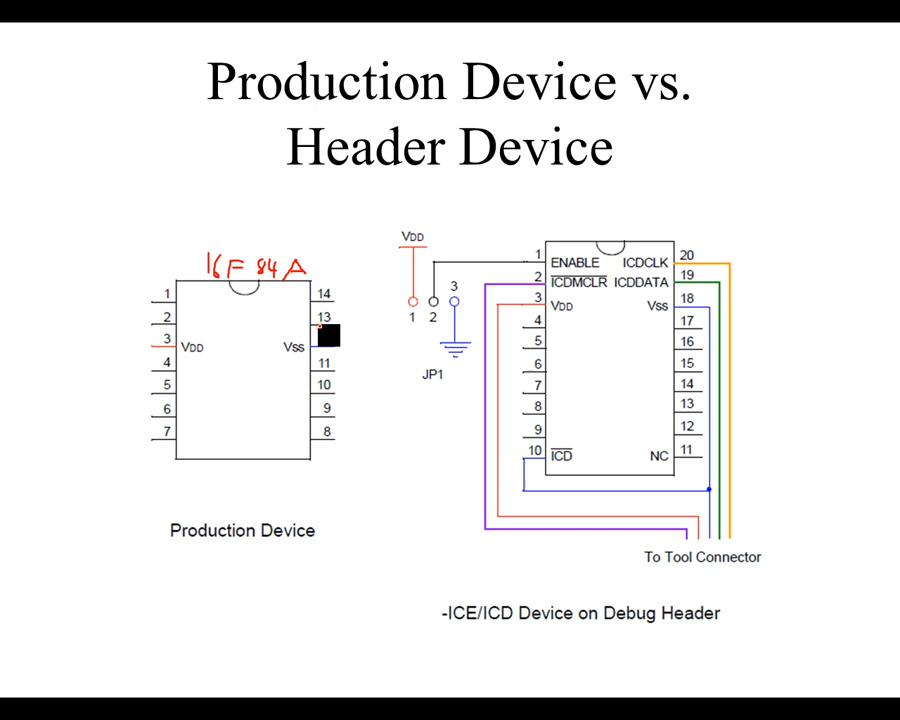 Production Device vs.
Header Device
16F 84A
1
2
3
4
5
6
7
VDD
Vss
14
13
11
10
9
8
Production Device
VDD
1
2
3
JP1
1
2
3
4
5
6
7
8
9
10
ENABLE
ICDMCLR
VDD
ICD
ICDCLK
ICDDATA
Vss
NC
20
19
18
17
16
15
14
13
12
11
To Tool Connector
-ICE/ICD Device on Debug Header